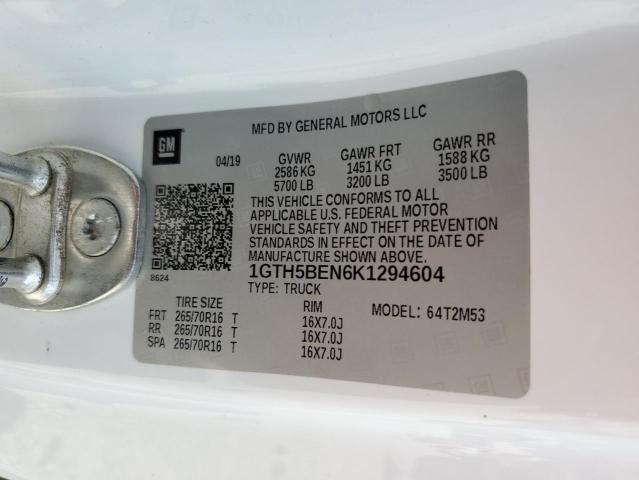 MFD BY GENERAL MOTORS LLC
GM
04/19 GVWR GAWR FRT GAWR RR
2586 KG 1451 KG 1588 KG
5700 LB 3200 LB 3500 LB
THIS VEHICLE CONFORMS TO ALL
APPLICABLE U.S. FEDERAL MOTOR
VEHICLE SAFETY AND THEFT PREVENTION
STANDARDS IN EFFECT ON THE DATE OF
MANUFACTURE SHOWN ABOVE.
8624
1GTH5BEN6K1294604
TYPE: TRUCK
TIRE SIZE RIM MODEL: 64T2M53
FRT 265/70R16 T 16X7.0J
RR 265/70R16 T 16X7.0J
SPA 265/70R16 T 16X7.0J